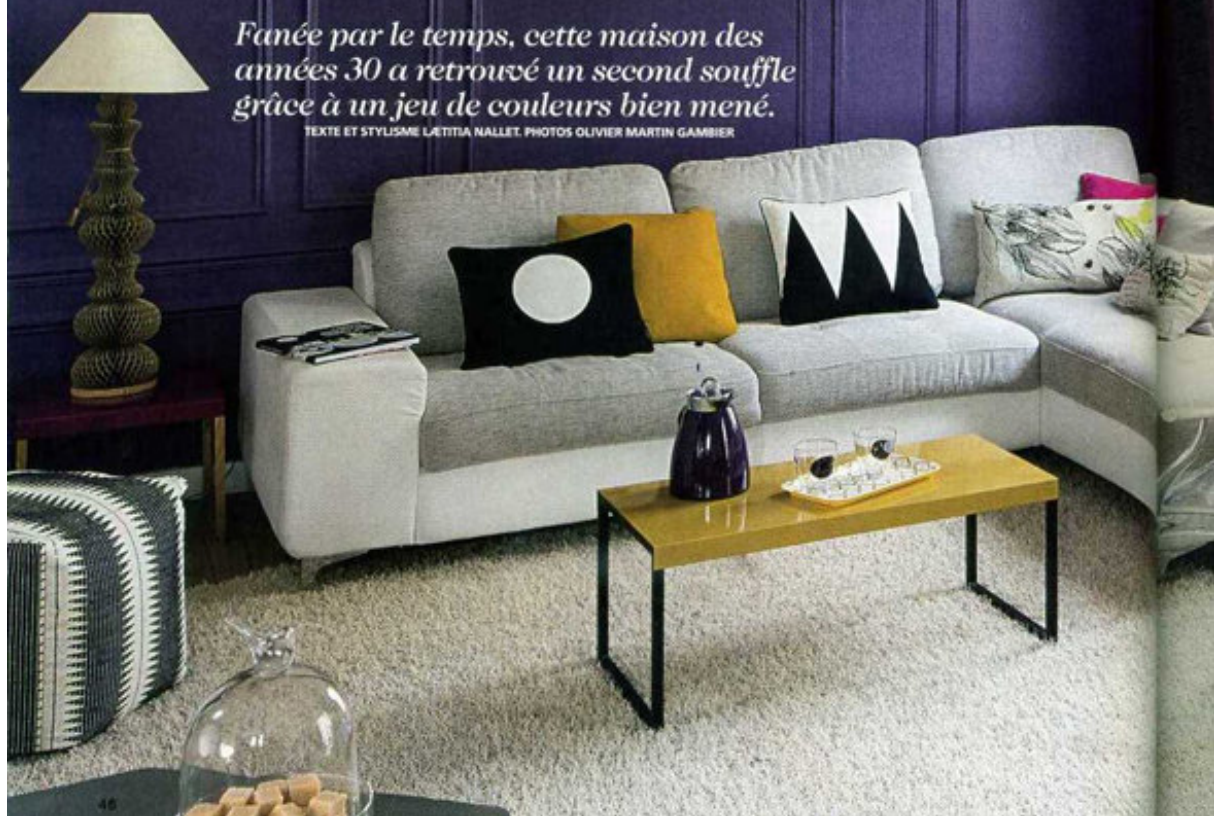 Fanée par le temps, cette maison des
années 30 a retrouvé un second souffle
grâce à un jeu de couleurs bien mené.
TEXTE ET STYLISME LÆTITIA NALLET. PHOTOS OLIVIER MARTIN GAMBIER
46